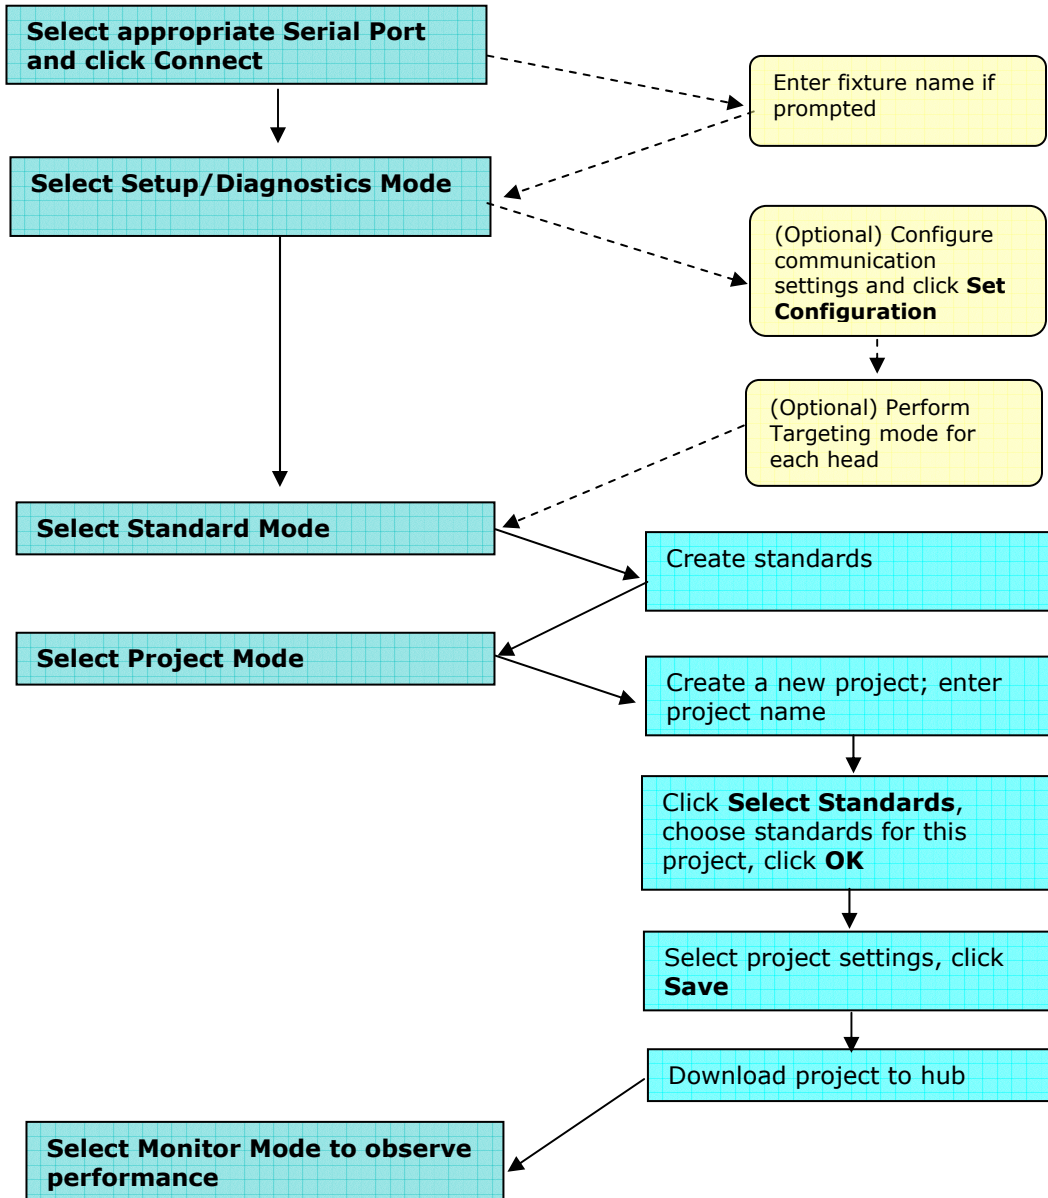 Select appropriate Serial Port
and click Connect
Enter fixture name if
prompted
Select Setup/Diagnostics Mode
(Optional) Configure
communication
settings and click Set
Configuration
(Optional) Perform
Targeting mode for
each head
Select Standard Mode
Create standards
Select Project Mode
Create a new project; enter
project name
Click Select Standards,
choose standards for this
project, click OK
Select project settings, click
Save
Download project to hub
Select Monitor Mode to observe
performance